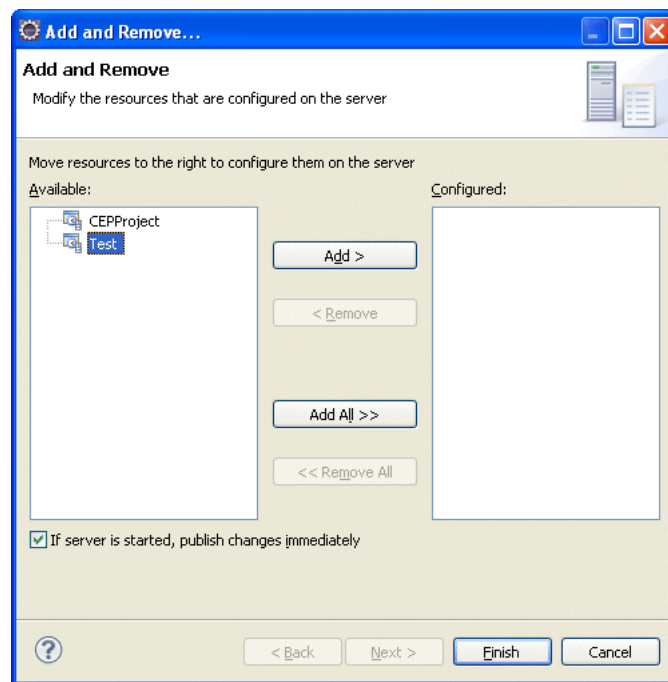 Add and Remove...
Add and Remove
Modify the resources that are configured on the server
Move resources to the right to configure them on the server
Available:
Configured:
CEPProject
Test
Add >
< Remove
Add All >>
<< Remove All
If server is started, publish changes immediately
?
< Back
Next >
Finish
Cancel